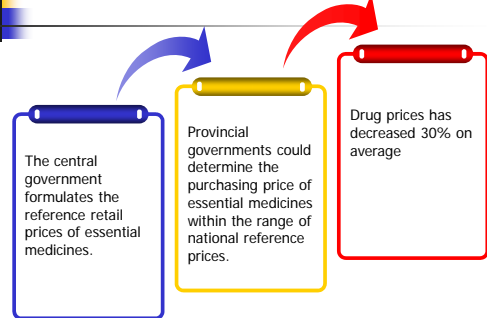 The central
government
formulates the
reference retail
prices of essential
medicines.
Provincial
governments could
determine the
purchasing price of
essential medicines
within the range of
national reference
prices.
Drug prices has
decreased 30% on
average